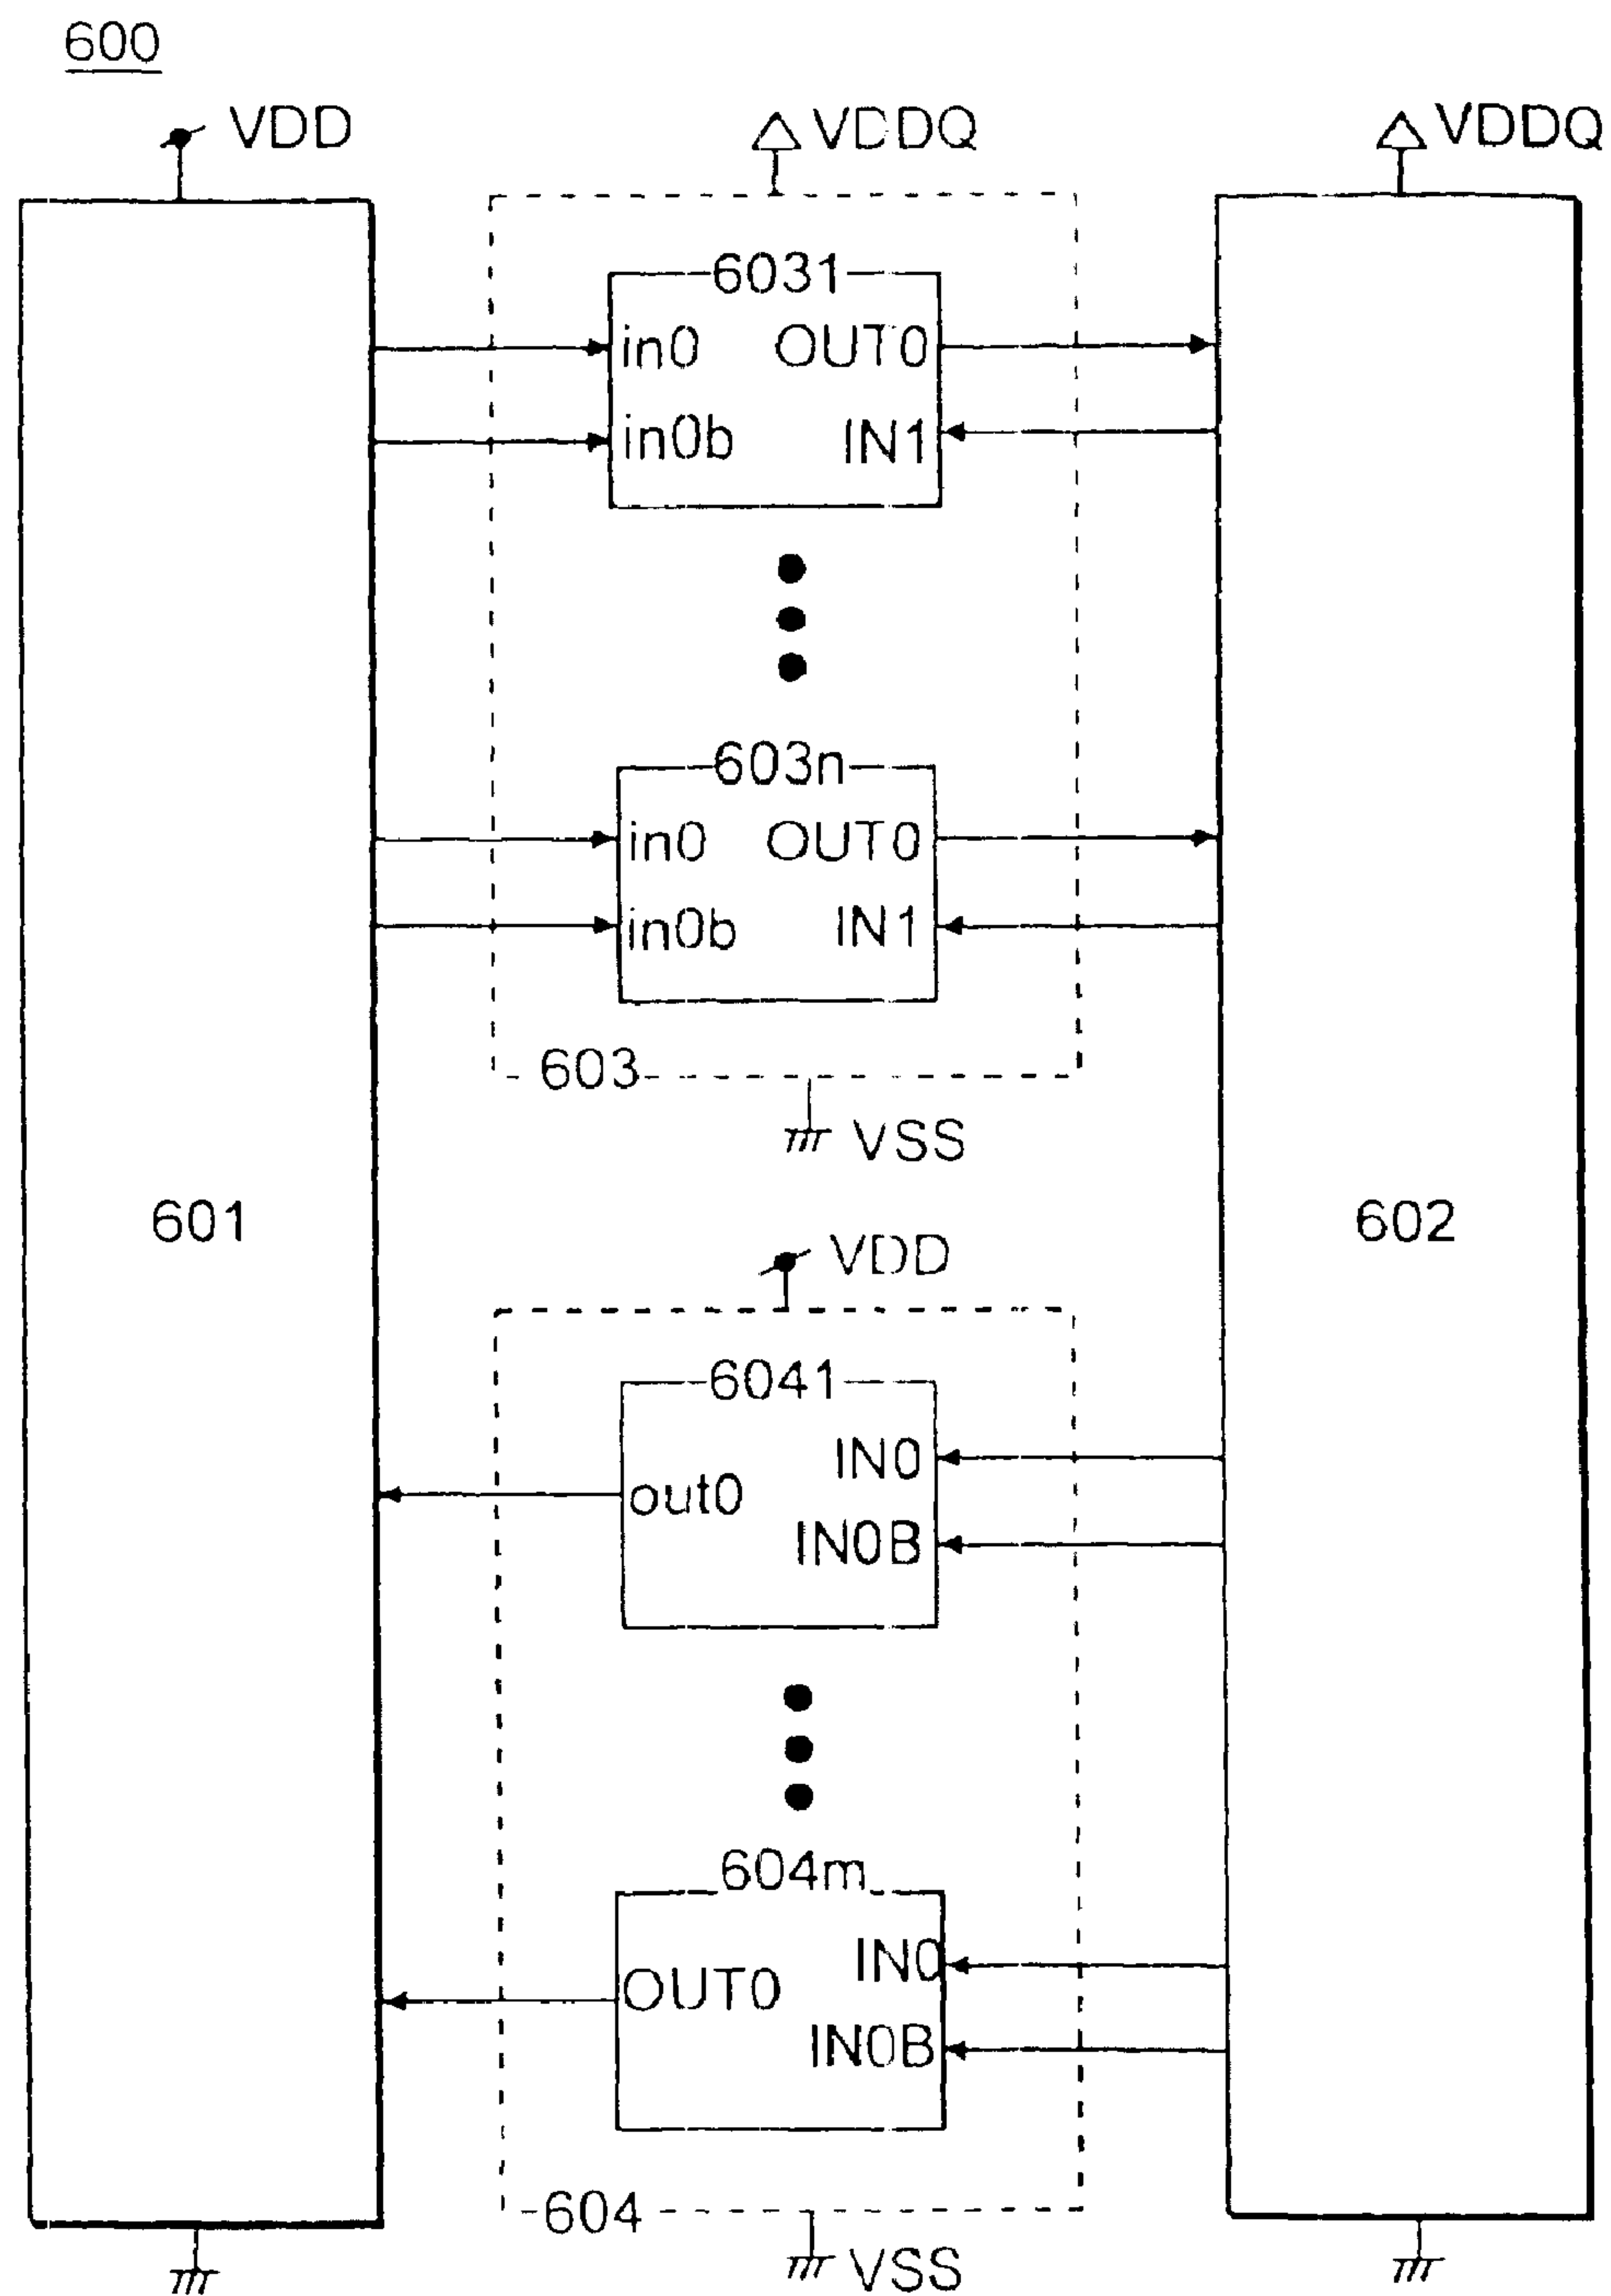 600
VDD
VDDQ
VDDQ
6031
in0 OUT0
in0b IN1
603n
in0 OUT0
in0b IN1
603
VSS
601
602
VDD
6041
IN0
out0
IN0B
604m
IN0
OUT0
IN0B
604
VSS